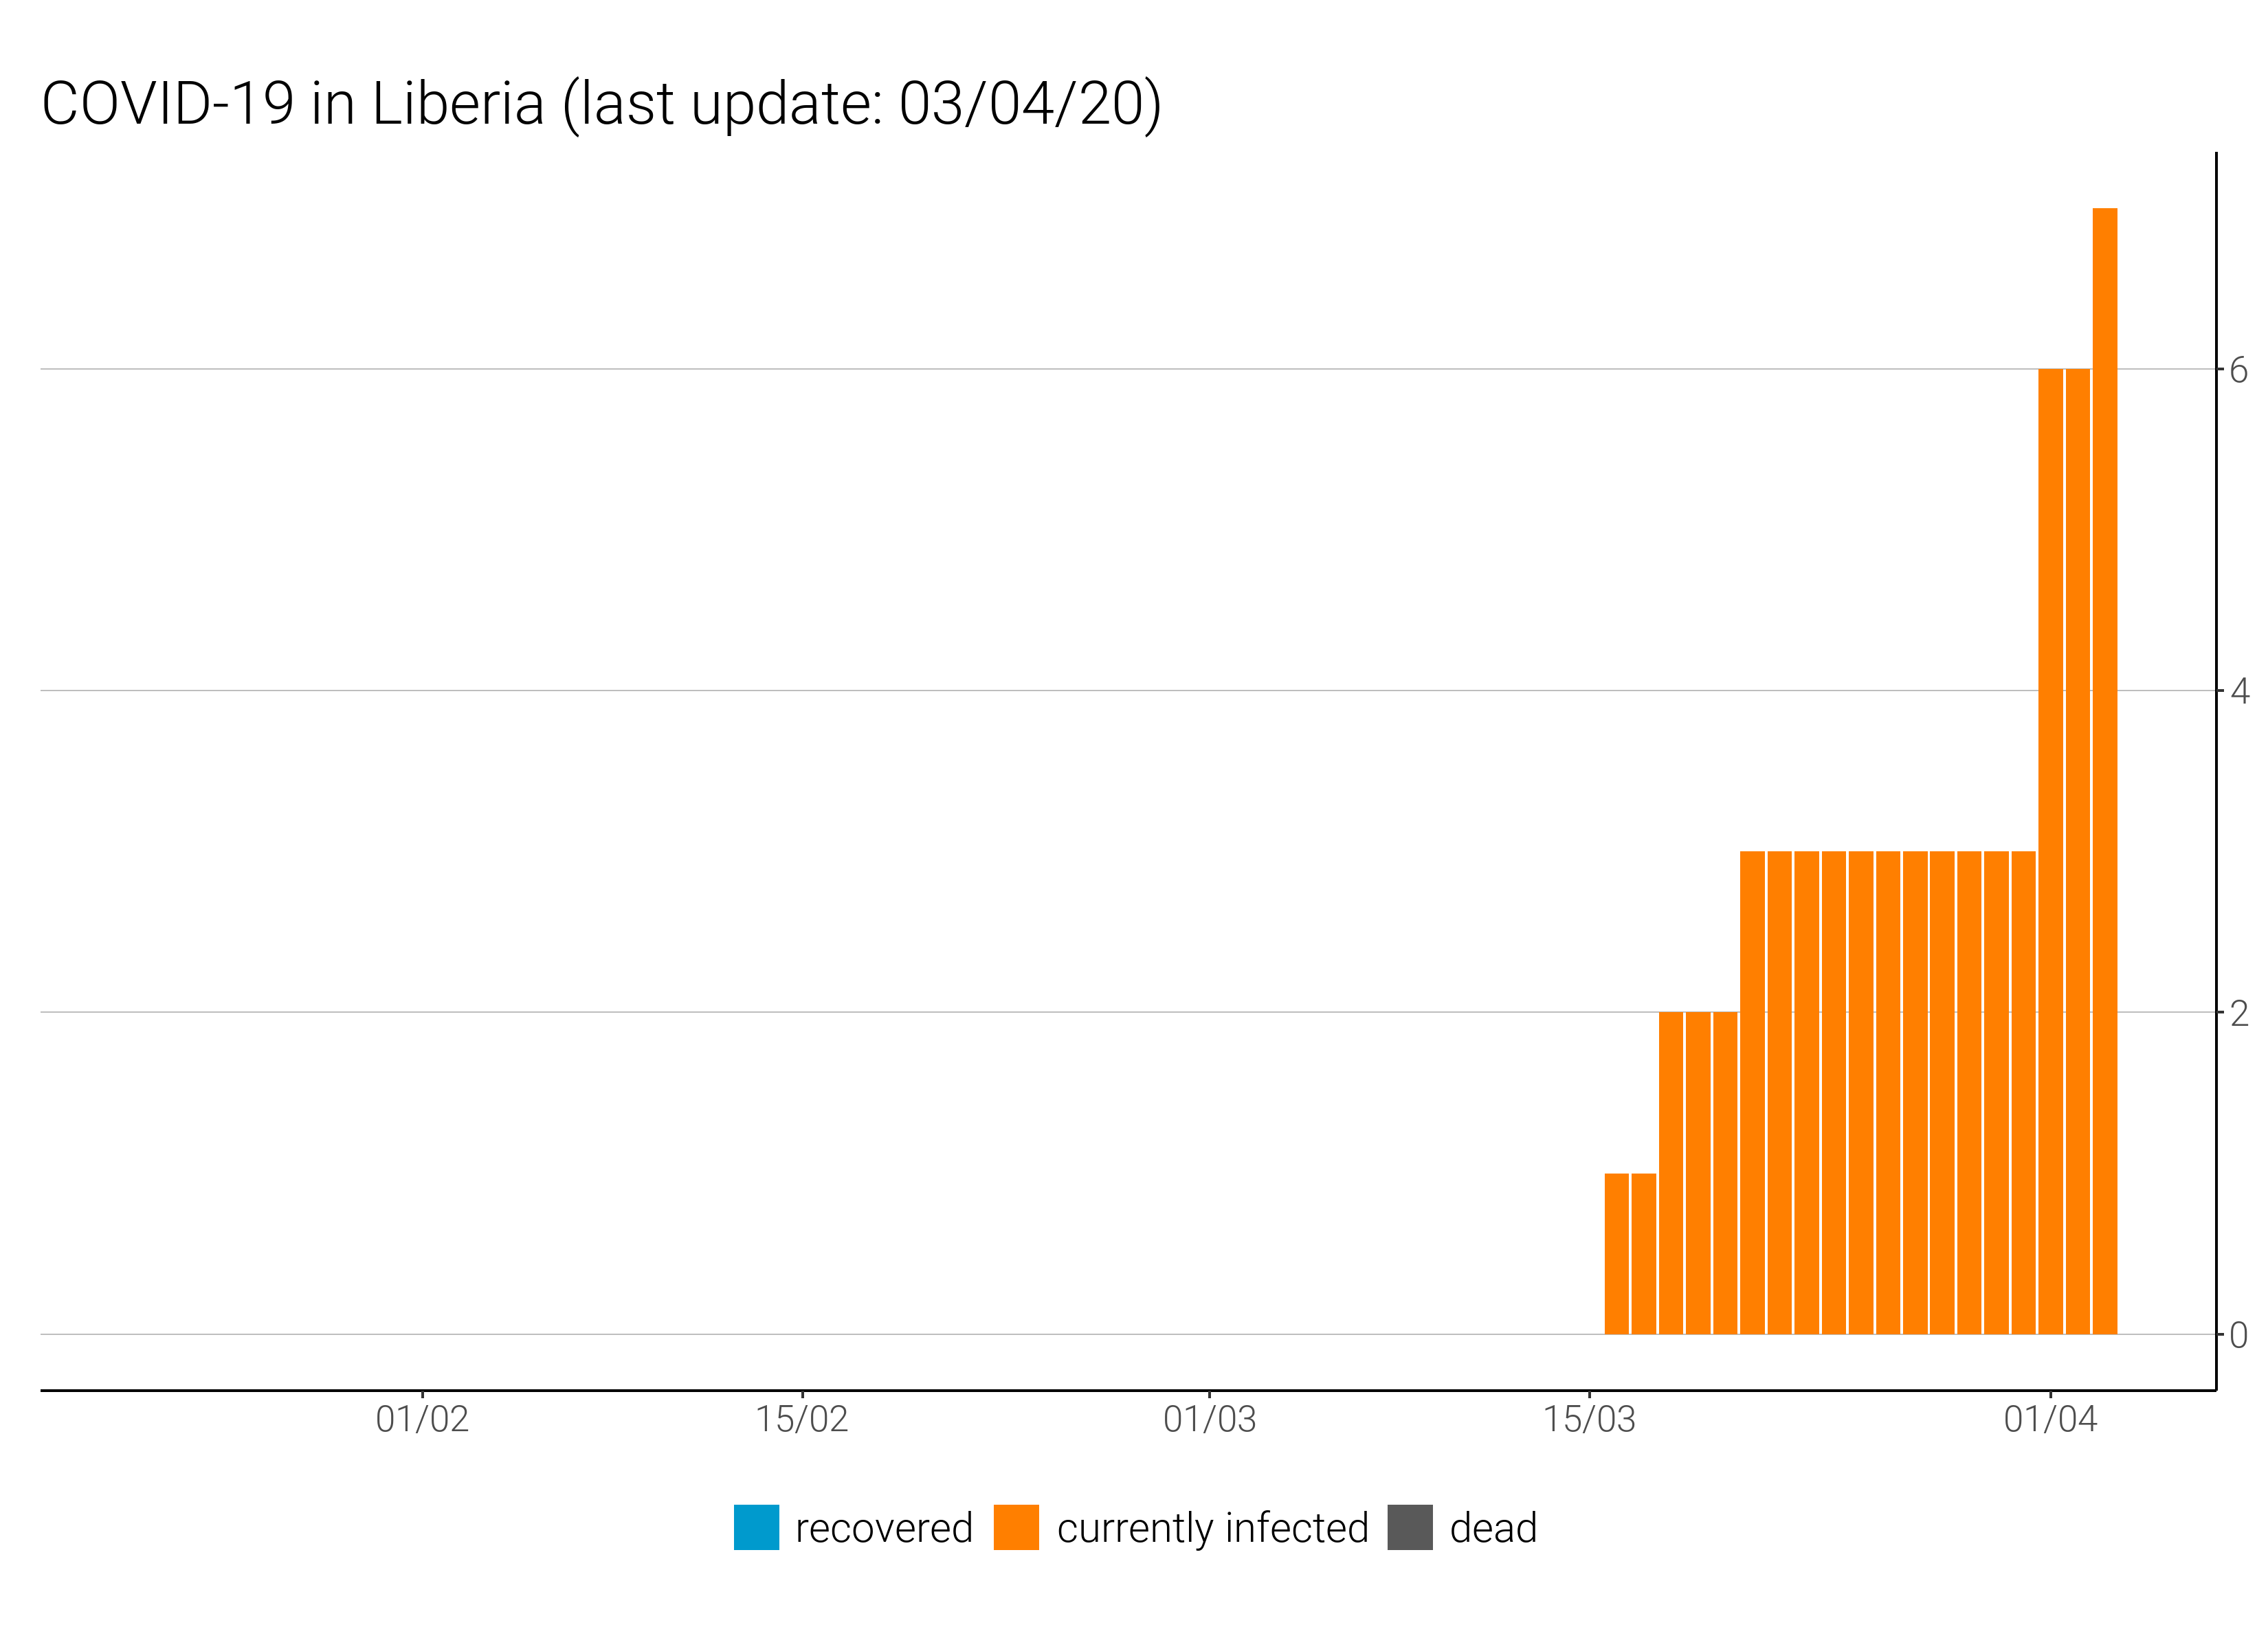 COVID-19 in Liberia (last update: 03/04/20)
6
4
2
0
01/02 15/02 01/03 15/03 01/04
recovered currently infected dead